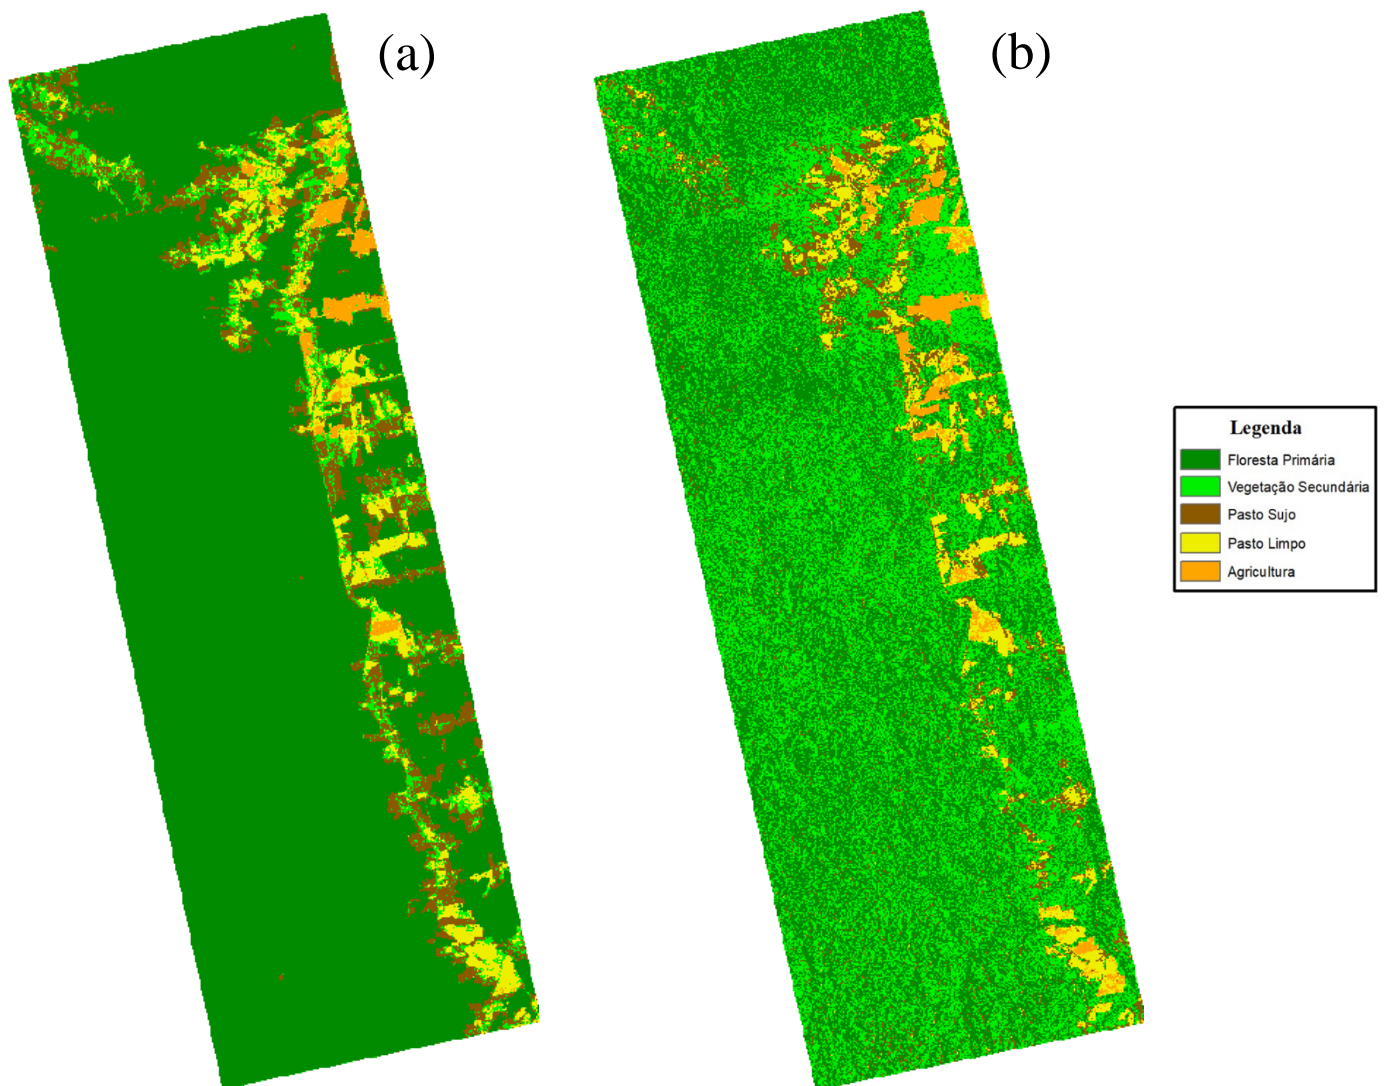 (a)
(b)
Legenda
Floresta Primária
Vegetação Secundária
Pasto Sujo
Pasto Limpo
Agricultura